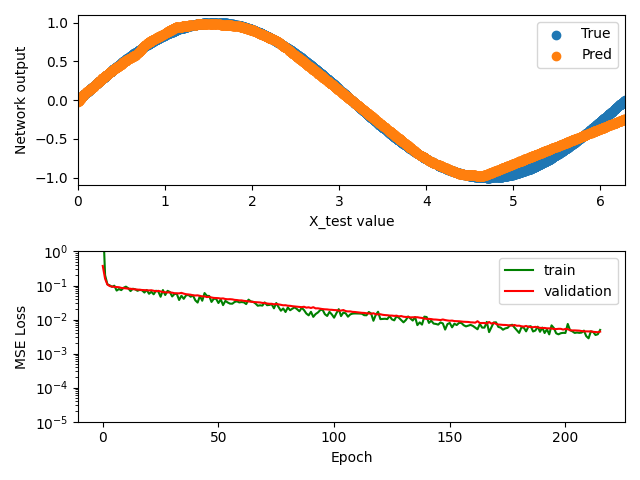 1.0
0.5
0.0
−0.5
−1.0
Network output
True
Pred
0 1 2 3 4 5 6
X_test value
10^0
10^-1
10^-2
10^-3
10^-4
10^-5
MSE Loss
train
validation
0 50 100 150 200
Epoch